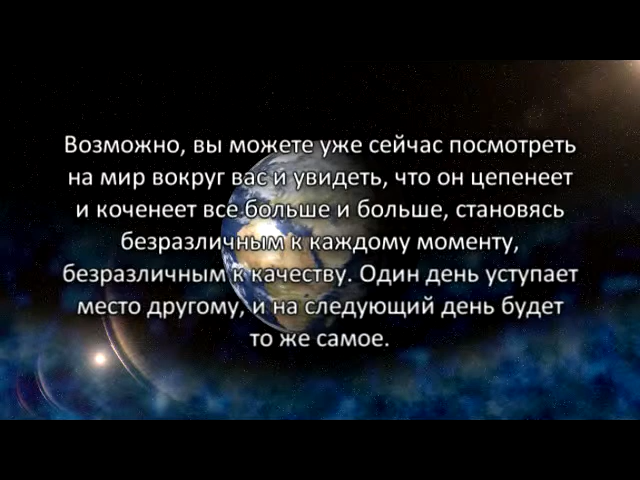 Возможно, вы можете уже сейчас посмотреть
на мир вокруг вас и увидеть, что он цепенеет
и коченеет все больше и больше, становясь
безразличным к каждому моменту,
безразличным к качеству. Один день уступает
место другому, и на следующий день будет
то же самое.